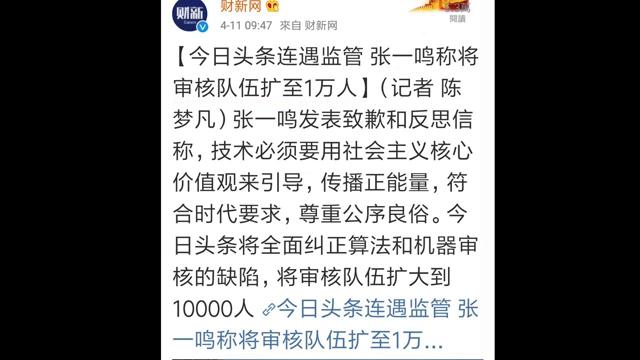 财新网
4-11 09:47 來自 财新网
閱讀
财新
Caixin
【今日头条连遇监管 张一鸣称将
审核队伍扩至1万人】（记者 陈
梦凡）张一鸣发表致歉和反思信
称，技术必须要用社会主义核心
价值观来引导，传播正能量，符
合时代要求，尊重公序良俗。今
日头条将全面纠正算法和机器审
核的缺陷，将审核队伍扩大到
10000人 今日头条连遇监管 张
一鸣称将审核队伍扩至1万...